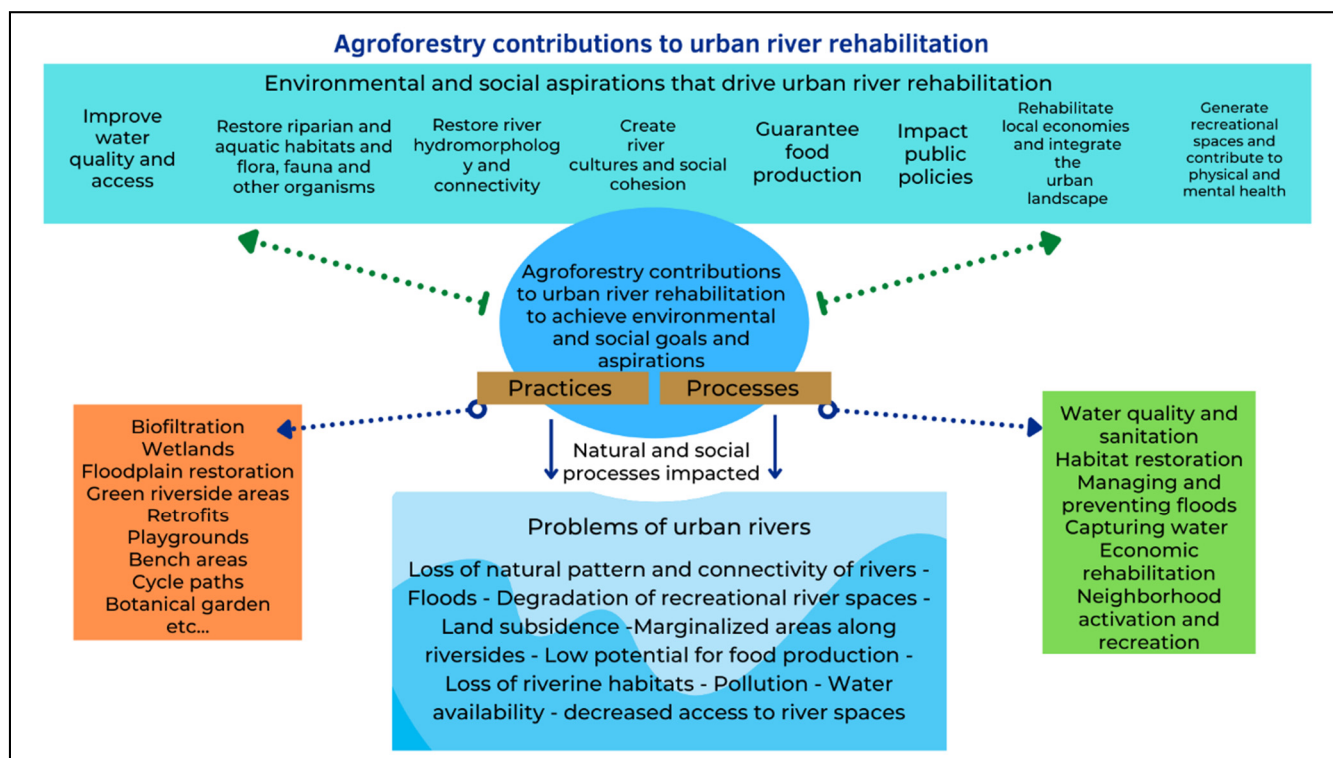 Agroforestry contributions to urban river rehabilitation
Environmental and social aspirations that drive urban river rehabilitation
Improve
water
quality and
access
Restore riparian and
aquatic habitats and
flora, fauna and
other organisms
Restore river
hydromorpholog
y and
connectivity
Create
river
cultures and social
cohesion
Guarantee
food
production
Impact
public
policies
Rehabilitate
local economies
and integrate
the
urban
landscape
Generate
recreational
spaces and
contribute to
physical and
mental health
Agroforestry contributions
to urban river rehabilitation
to achieve environmental
and social goals and
aspirations
Practices
Processes
Biofiltration
Wetlands
Floodplain restoration
Green riverside areas
Retrofits
Playgrounds
Bench areas
Cycle paths
Botanical garden
etc...
Natural and social
processes impacted
Water quality and
sanitation
Habitat restoration
Managing and
preventing floods
Capturing water
Economic
rehabilitation
Neighborhood
activation and
recreation
Problems of urban rivers
Loss of natural pattern and connectivity of rivers -
Floods - Degradation of recreational river spaces -
Land subsidence -Marginalized areas along
riversides - Low potential for food production -
Loss of riverine habitats - Pollution - Water
availability - decreased access to river spaces